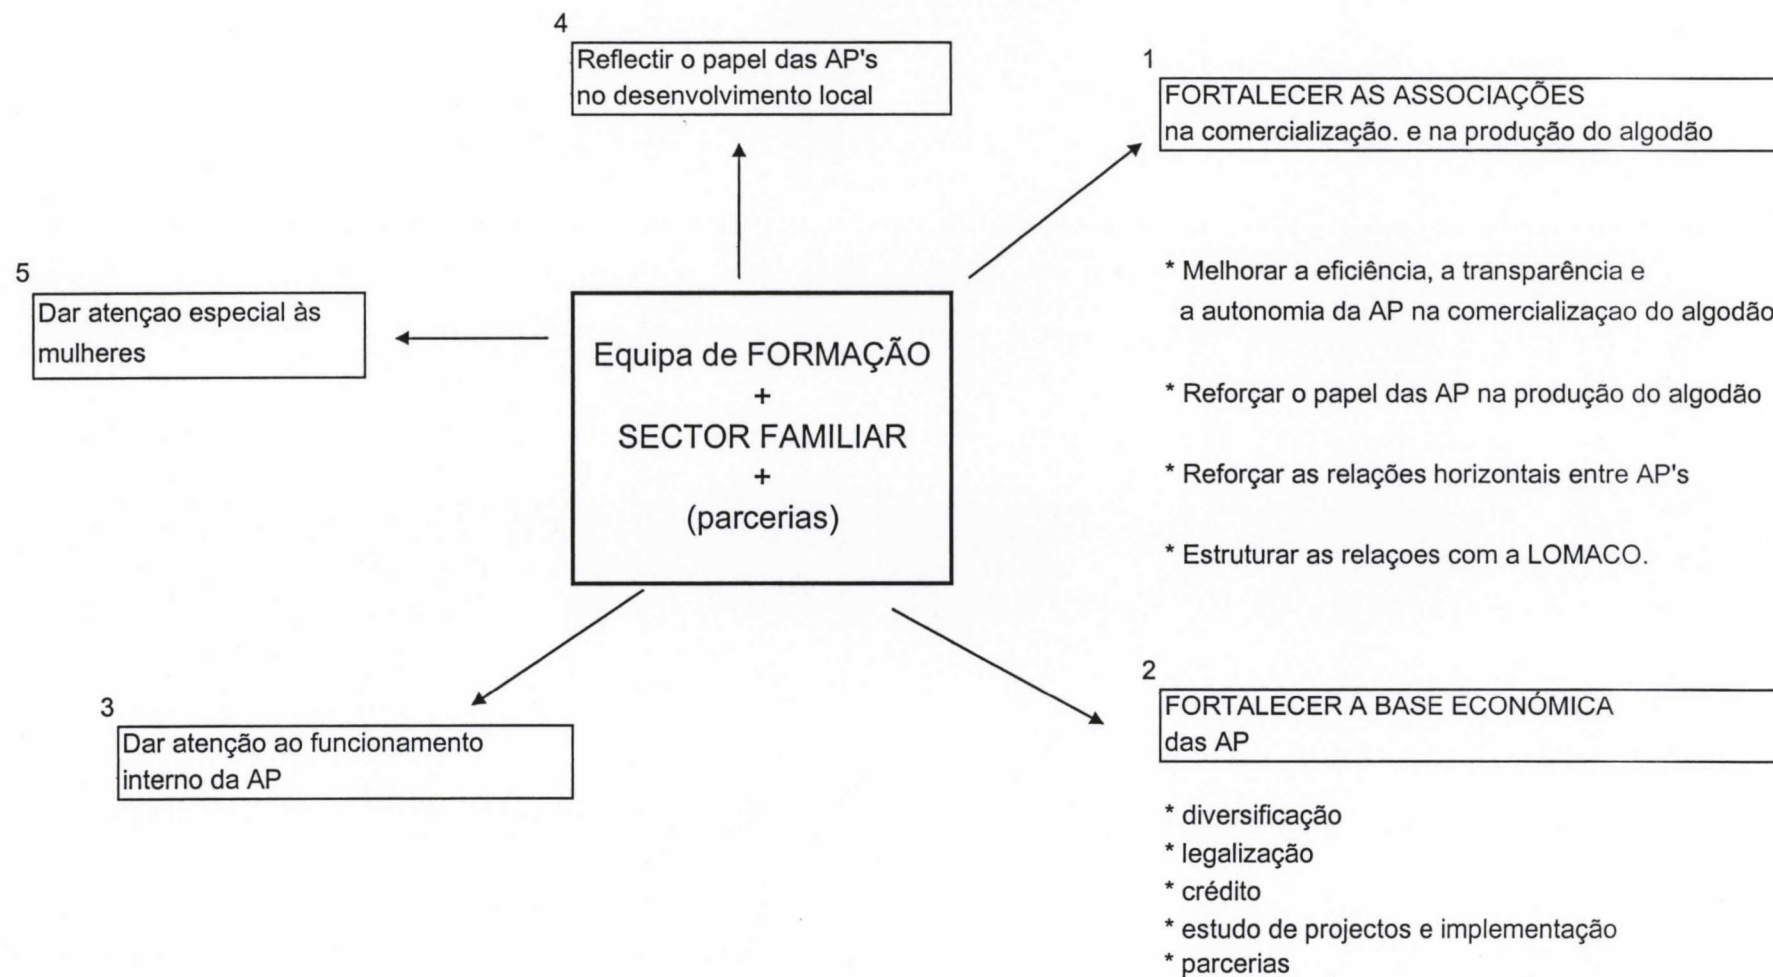 4
Reflectir o papel das AP's
no desenvolvimento local
1
FORTALECER AS ASSOCIAÇÕES
na comercialização. e na produção do algodão
* Melhorar a eficiência, a transparência e
a autonomia da AP na comercializaçao do algodão
* Reforçar o papel das AP na produção do algodão
* Reforçar as relações horizontais entre AP's
* Estruturar as relaçoes com a LOMACO.
5
Dar atençao especial às
mulheres
Equipa de FORMAÇÃO
+
SECTOR FAMILIAR
+
(parcerias)
3
Dar atenção ao funcionamento
interno da AP
2
FORTALECER A BASE ECONÓMICA
das AP
* diversificação
* legalização
* crédito
* estudo de projectos e implementação
* parcerias